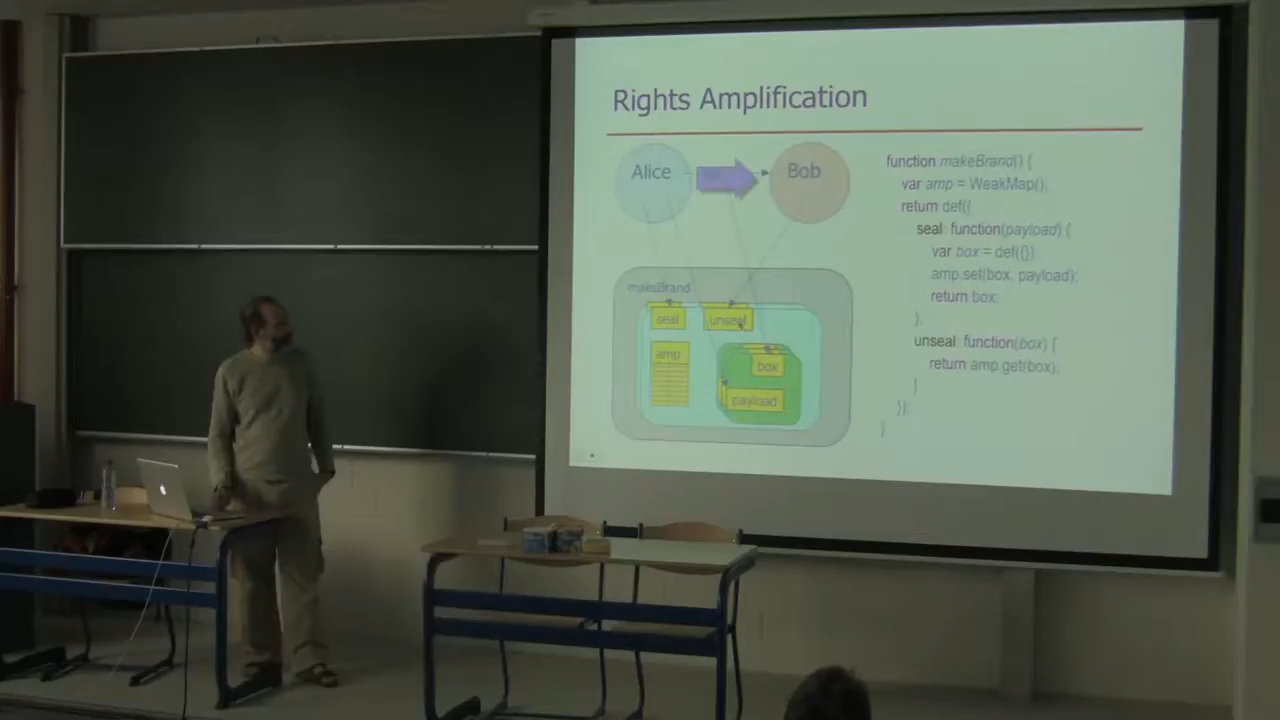 Rights Amplification
Alice
Bob
makeBrand
seal
unseal
amp
box
payload
function makeBrand() {
var amp = WeakMap();
return def({
seal: function(payload) {
var box = def({});
amp.set(box, payload);
return box;
},
unseal: function(box) {
return amp.get(box);
}
});
}